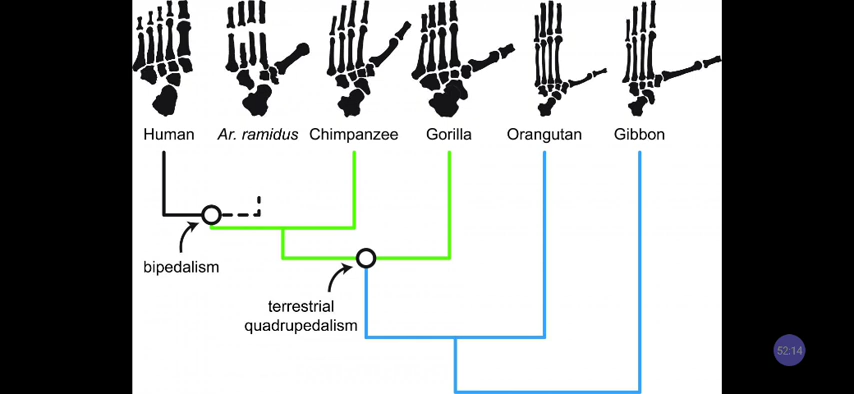 Human Ar. ramidus Chimpanzee Gorilla Orangutan Gibbon
bipedalism
terrestrial
quadrupedalism
52:14